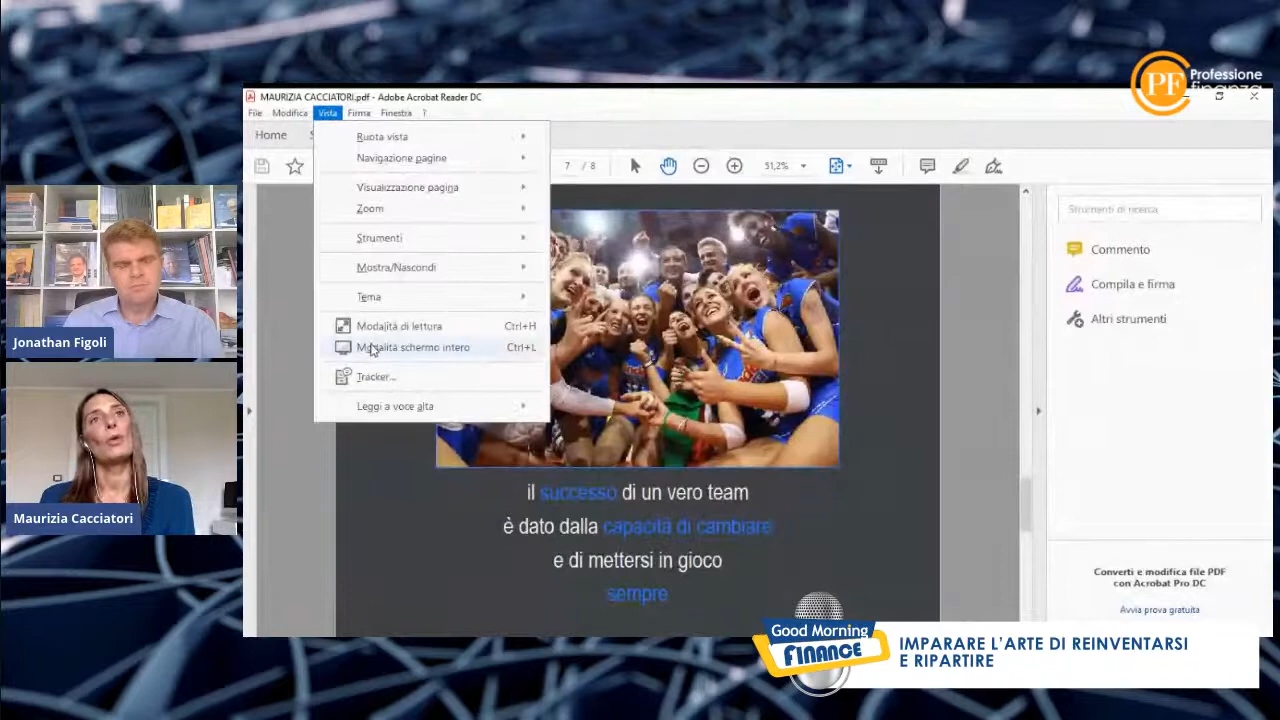 PF Professione
finanza
MAURIZIA CACCIATORI.pdf - Adobe Acrobat Reader DC
File Modifica Vista Firma Finestra ?
Home
7 / 8
51,2%
Ruota vista
Navigazione pagine
Visualizzazione pagina
Zoom
Strumenti
Mostra/Nascondi
Tema
Modalità di lettura Ctrl+H
Modalità schermo intero Ctrl+L
Tracker...
Leggi a voce alta
Strumenti di ricerca
Commento
Compila e firma
Altri strumenti
Converti e modifica file PDF
con Acrobat Pro DC
Avvia prova gratuita
Jonathan Figoli
Maurizia Cacciatori
il successo di un vero team
è dato dalla capacità di cambiare
e di mettersi in gioco
sempre
Good Morning
FINANCE
IMPARARE L'ARTE DI REINVENTARSI
E RIPARTIRE